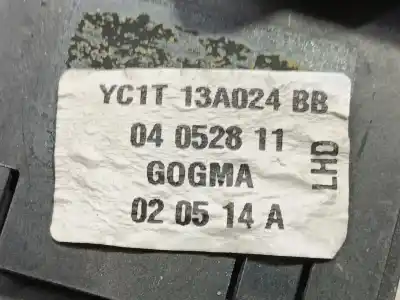 YC1T 13A024 BB
04 0528 11
GOGMA
02 05 14 A
LHD